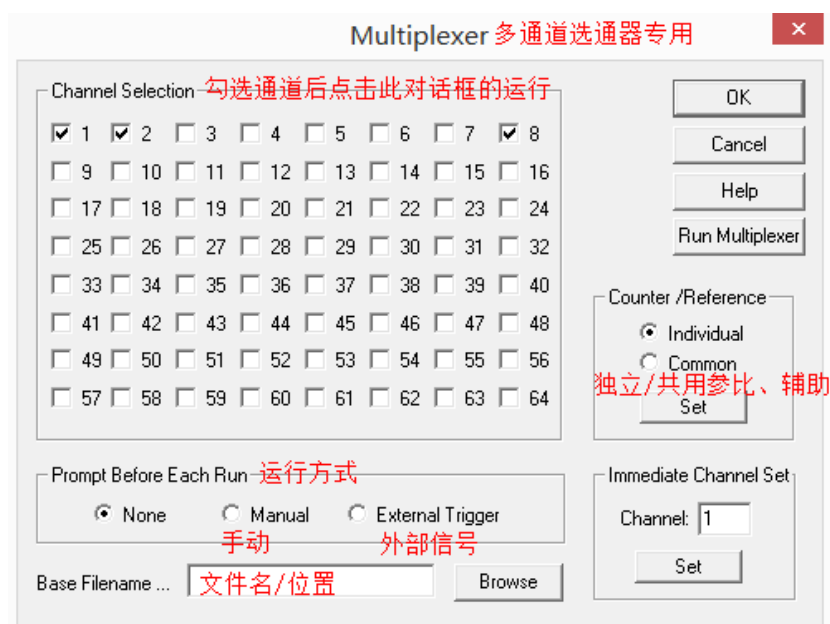 Multiplexer 多通道选通器专用
Channel Selection 勾选通道后点击此对话框的运行
1 2 3 4 5 6 7 8
9 10 11 12 13 14 15 16
17 18 19 20 21 22 23 24
25 26 27 28 29 30 31 32
33 34 35 36 37 38 39 40
41 42 43 44 45 46 47 48
49 50 51 52 53 54 55 56
57 58 59 60 61 62 63 64
OK
Cancel
Help
Run Multiplexer
Counter /Reference
Individual
Common
独立/共用参比、辅助
Set
Prompt Before Each Run 运行方式
None Manual External Trigger
手动 外部信号
Base Filename ... 文件名/位置 Browse
Immediate Channel Set
Channel: 1
Set